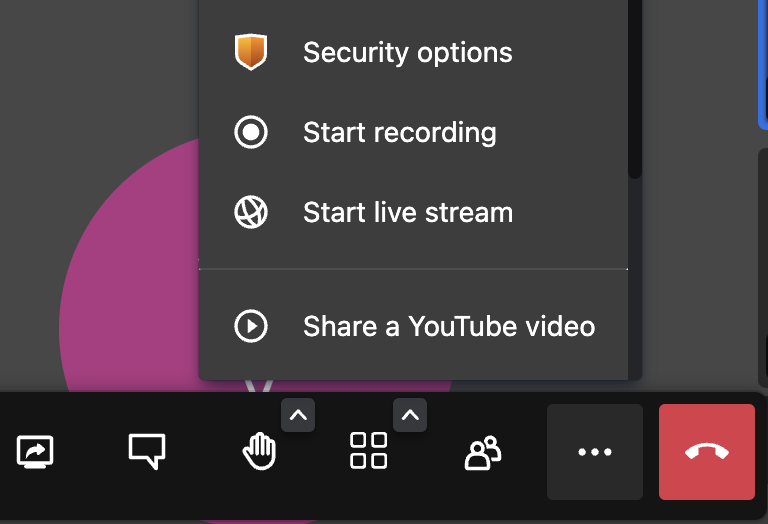 Security options
Start recording
Start live stream
Share a YouTube video